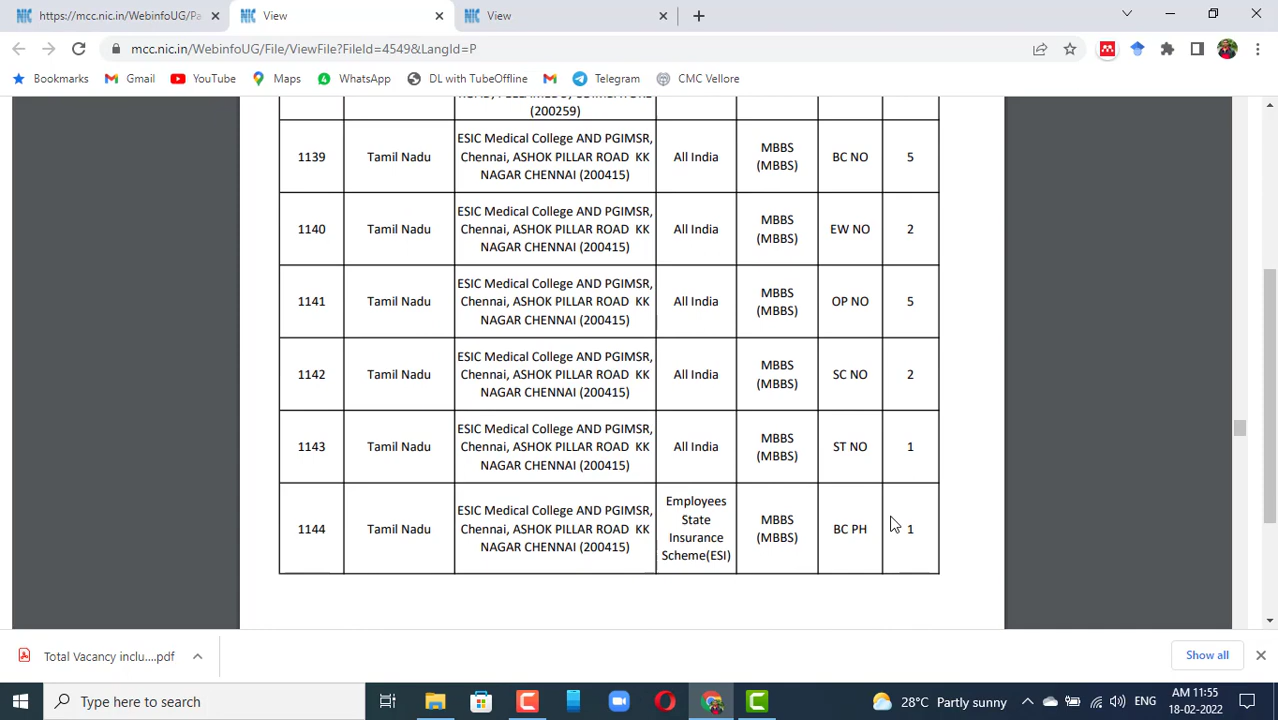 NIC https://mcc.nic.in/WebinfoUG/Pa
NIC View
NIC View
mcc.nic.in/WebinfoUG/File/ViewFile?FileId=4549&LangId=P
Bookmarks Gmail YouTube Maps WhatsApp DL with TubeOffline Telegram CMC Vellore
(200259)
1139 Tamil Nadu ESIC Medical College AND PGIMSR, Chennai, ASHOK PILLAR ROAD KK NAGAR CHENNAI (200415) All India MBBS (MBBS) BC NO 5
1140 Tamil Nadu ESIC Medical College AND PGIMSR, Chennai, ASHOK PILLAR ROAD KK NAGAR CHENNAI (200415) All India MBBS (MBBS) EW NO 2
1141 Tamil Nadu ESIC Medical College AND PGIMSR, Chennai, ASHOK PILLAR ROAD KK NAGAR CHENNAI (200415) All India MBBS (MBBS) OP NO 5
1142 Tamil Nadu ESIC Medical College AND PGIMSR, Chennai, ASHOK PILLAR ROAD KK NAGAR CHENNAI (200415) All India MBBS (MBBS) SC NO 2
1143 Tamil Nadu ESIC Medical College AND PGIMSR, Chennai, ASHOK PILLAR ROAD KK NAGAR CHENNAI (200415) All India MBBS (MBBS) ST NO 1
1144 Tamil Nadu ESIC Medical College AND PGIMSR, Chennai, ASHOK PILLAR ROAD KK NAGAR CHENNAI (200415) Employees State Insurance Scheme(ESI) MBBS (MBBS) BC PH 1
Total Vacancy inclu....pdf
Show all
Type here to search
28°C Partly sunny
ENG
AM 11:55
18-02-2022